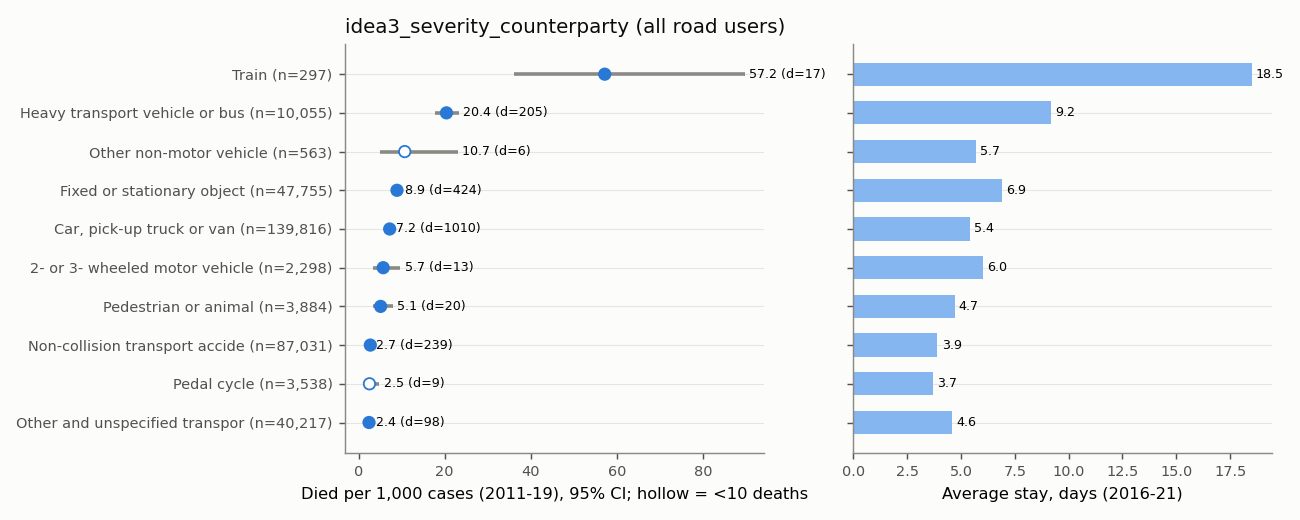 idea3_severity_counterparty (all road users)
Train (n=297)
57.2 (d=17)
18.5
Heavy transport vehicle or bus (n=10,055)
20.4 (d=205)
9.2
Other non-motor vehicle (n=563)
10.7 (d=6)
5.7
Fixed or stationary object (n=47,755)
8.9 (d=424)
6.9
Car, pick-up truck or van (n=139,816)
7.2 (d=1010)
5.4
2- or 3- wheeled motor vehicle (n=2,298)
5.7 (d=13)
6.0
Pedestrian or animal (n=3,884)
5.1 (d=20)
4.7
Non-collision transport accide (n=87,031)
2.7 (d=239)
3.9
Pedal cycle (n=3,538)
2.5 (d=9)
3.7
Other and unspecified transpor (n=40,217)
2.4 (d=98)
4.6
0 20 40 60 80
0.0 2.5 5.0 7.5 10.0 12.5 15.0 17.5
Died per 1,000 cases (2011-19), 95% CI; hollow = <10 deaths
Average stay, days (2016-21)